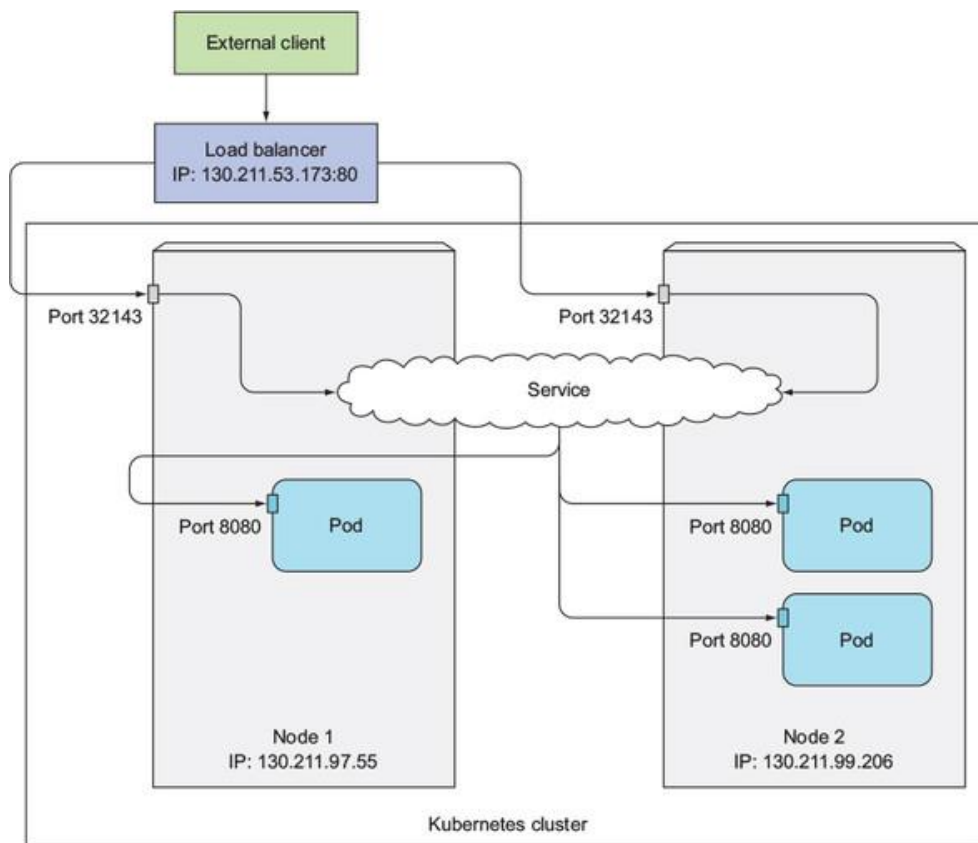 External client
Load balancer
IP: 130.211.53.173:80
Port 32143
Port 32143
Service
Port 8080
Pod
Port 8080
Pod
Port 8080
Pod
Node 1
IP: 130.211.97.55
Node 2
IP: 130.211.99.206
Kubernetes cluster